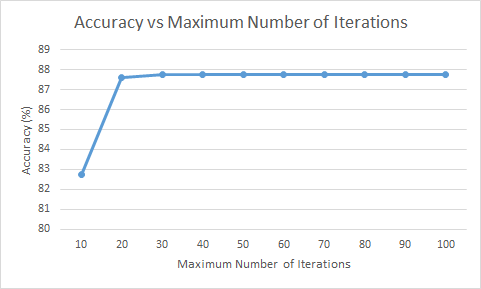 Accuracy vs Maximum Number of Iterations
89
88
87
86
85
84
83
82
81
80
Accuracy (%)
10 20 30 40 50 60 70 80 90 100
Maximum Number of Iterations